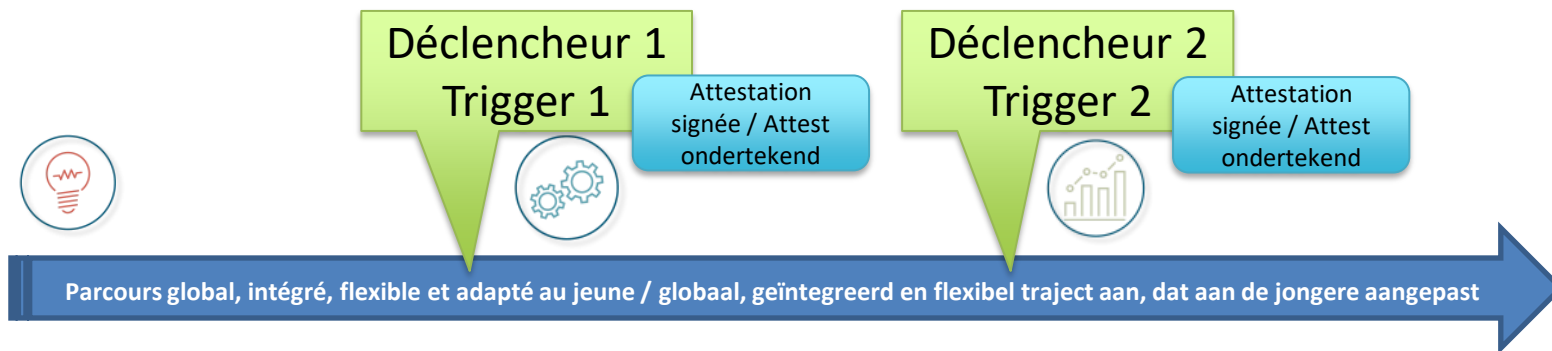 Déclencheur 1
Trigger 1
Attestation
signée / Attest
ondertekend
Déclencheur 2
Trigger 2
Attestation
signée / Attest
ondertekend
Parcours global, intégré, flexible et adapté au jeune / globaal, geïntegreerd en flexibel traject aan, dat aan de jongere aangepast